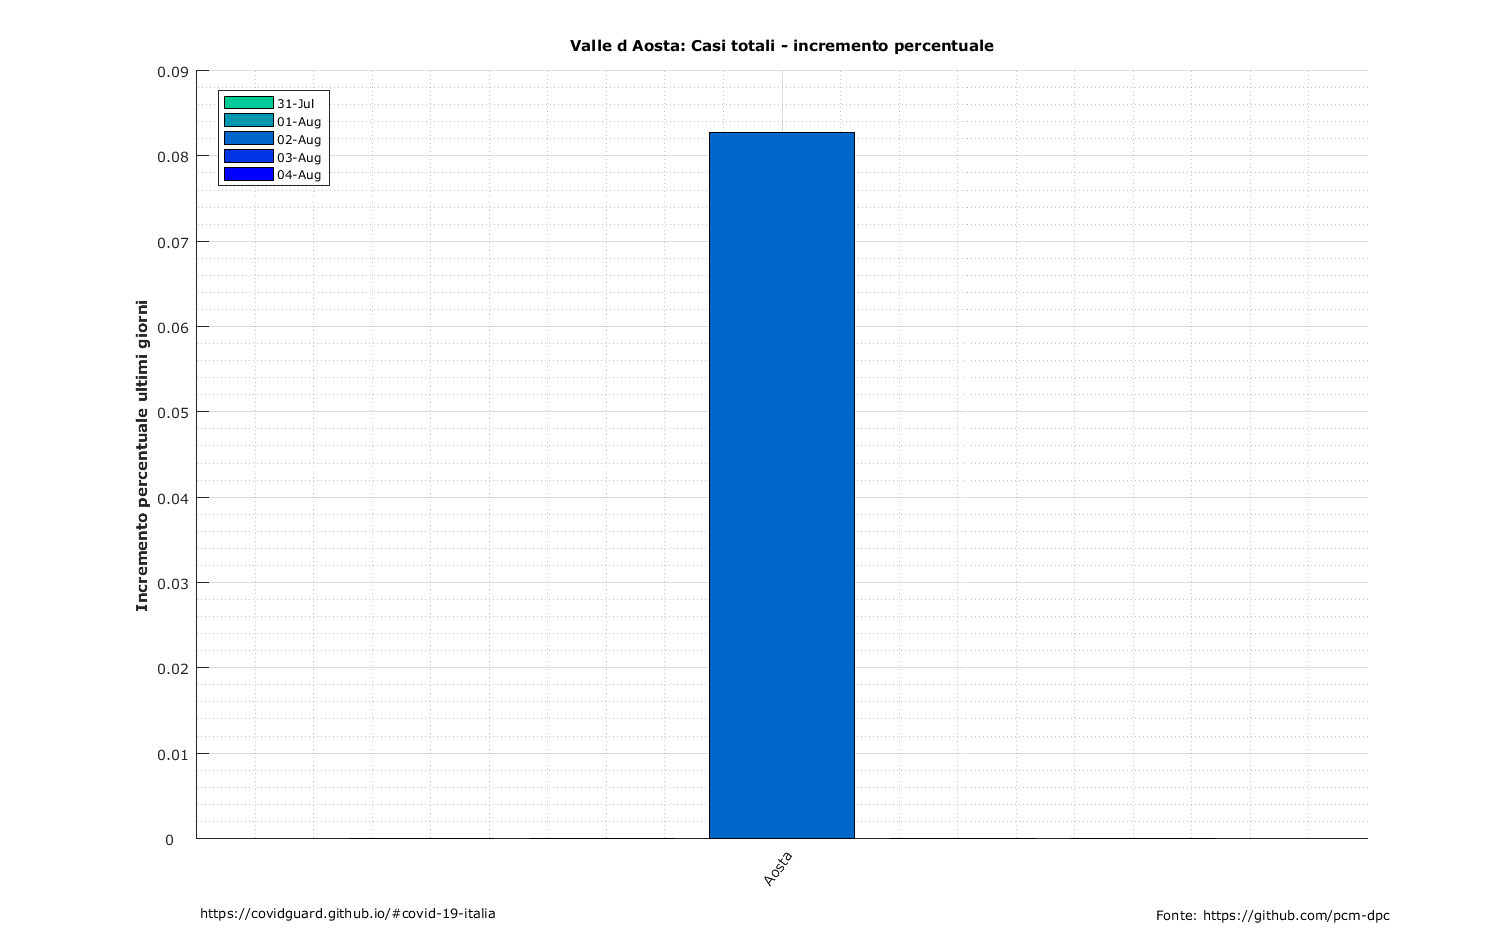 Valle d Aosta: Casi totali - incremento percentuale
0.09
0.08
0.07
0.06
0.05
0.04
0.03
0.02
0.01
0
Incremento percentuale ultimi giorni
31-Jul
01-Aug
02-Aug
03-Aug
04-Aug
Aosta
https://covidguard.github.io/#covid-19-italia
Fonte: https://github.com/pcm-dpc